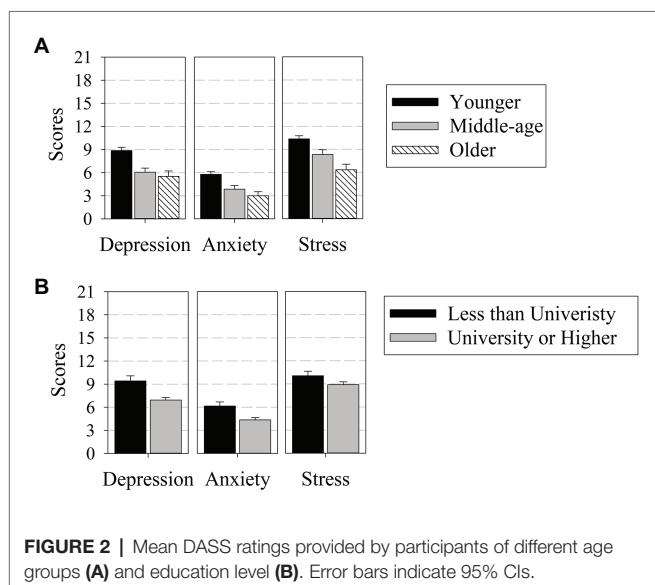 A
Scores
21
18
15
12
9
6
3
0
Depression Anxiety Stress
Younger
Middle-age
Older
B
Scores
21
18
15
12
9
6
3
0
Depression Anxiety Stress
Less than Univeristy
University or Higher
FIGURE 2 | Mean DASS ratings provided by participants of different age
groups (A) and education level (B). Error bars indicate 95% CIs.